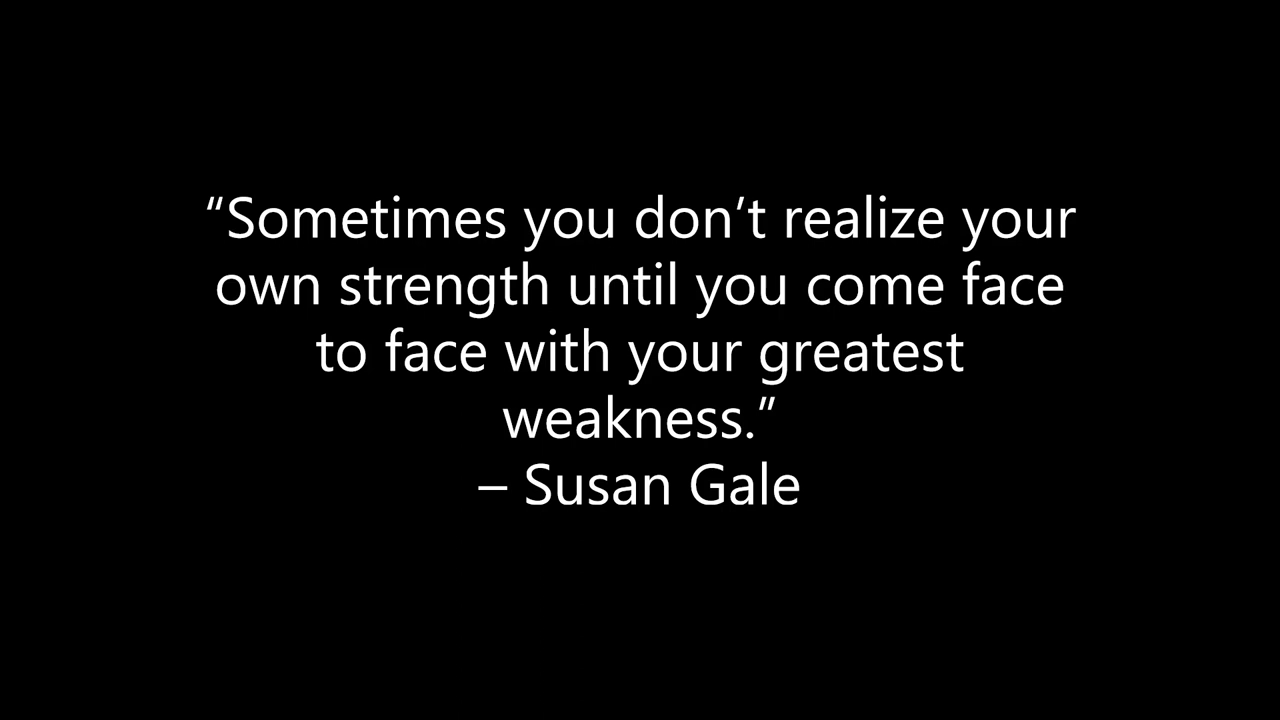 “Sometimes you don’t realize your
own strength until you come face
to face with your greatest
weakness.”
– Susan Gale